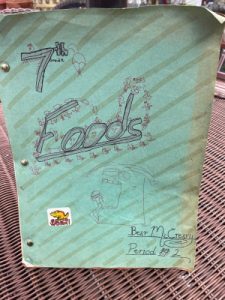 7th
Foods
Bear McCreary
Period # 2